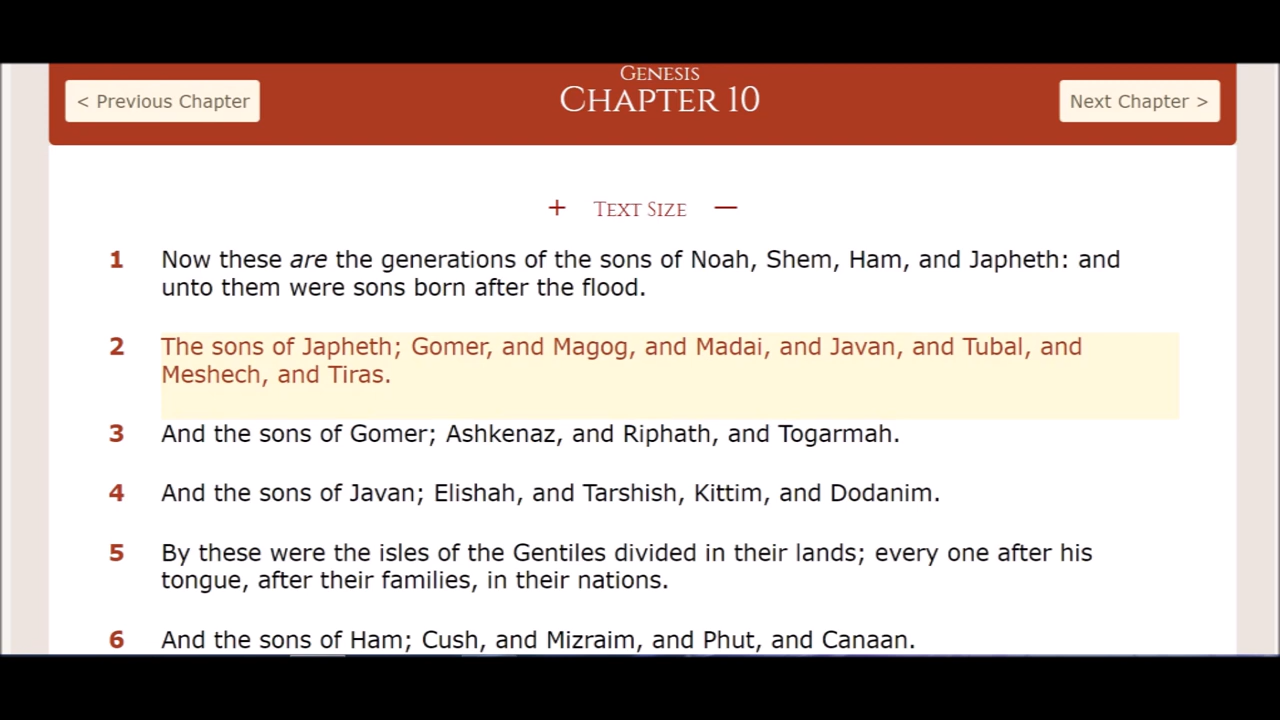 GENESIS
< Previous Chapter
CHAPTER 10
Next Chapter >
+ TEXT SIZE —
1 Now these are the generations of the sons of Noah, Shem, Ham, and Japheth: and
unto them were sons born after the flood.
2 The sons of Japheth; Gomer, and Magog, and Madai, and Javan, and Tubal, and
Meshech, and Tiras.
3 And the sons of Gomer; Ashkenaz, and Riphath, and Togarmah.
4 And the sons of Javan; Elishah, and Tarshish, Kittim, and Dodanim.
5 By these were the isles of the Gentiles divided in their lands; every one after his
tongue, after their families, in their nations.
6 And the sons of Ham; Cush, and Mizraim, and Phut, and Canaan.